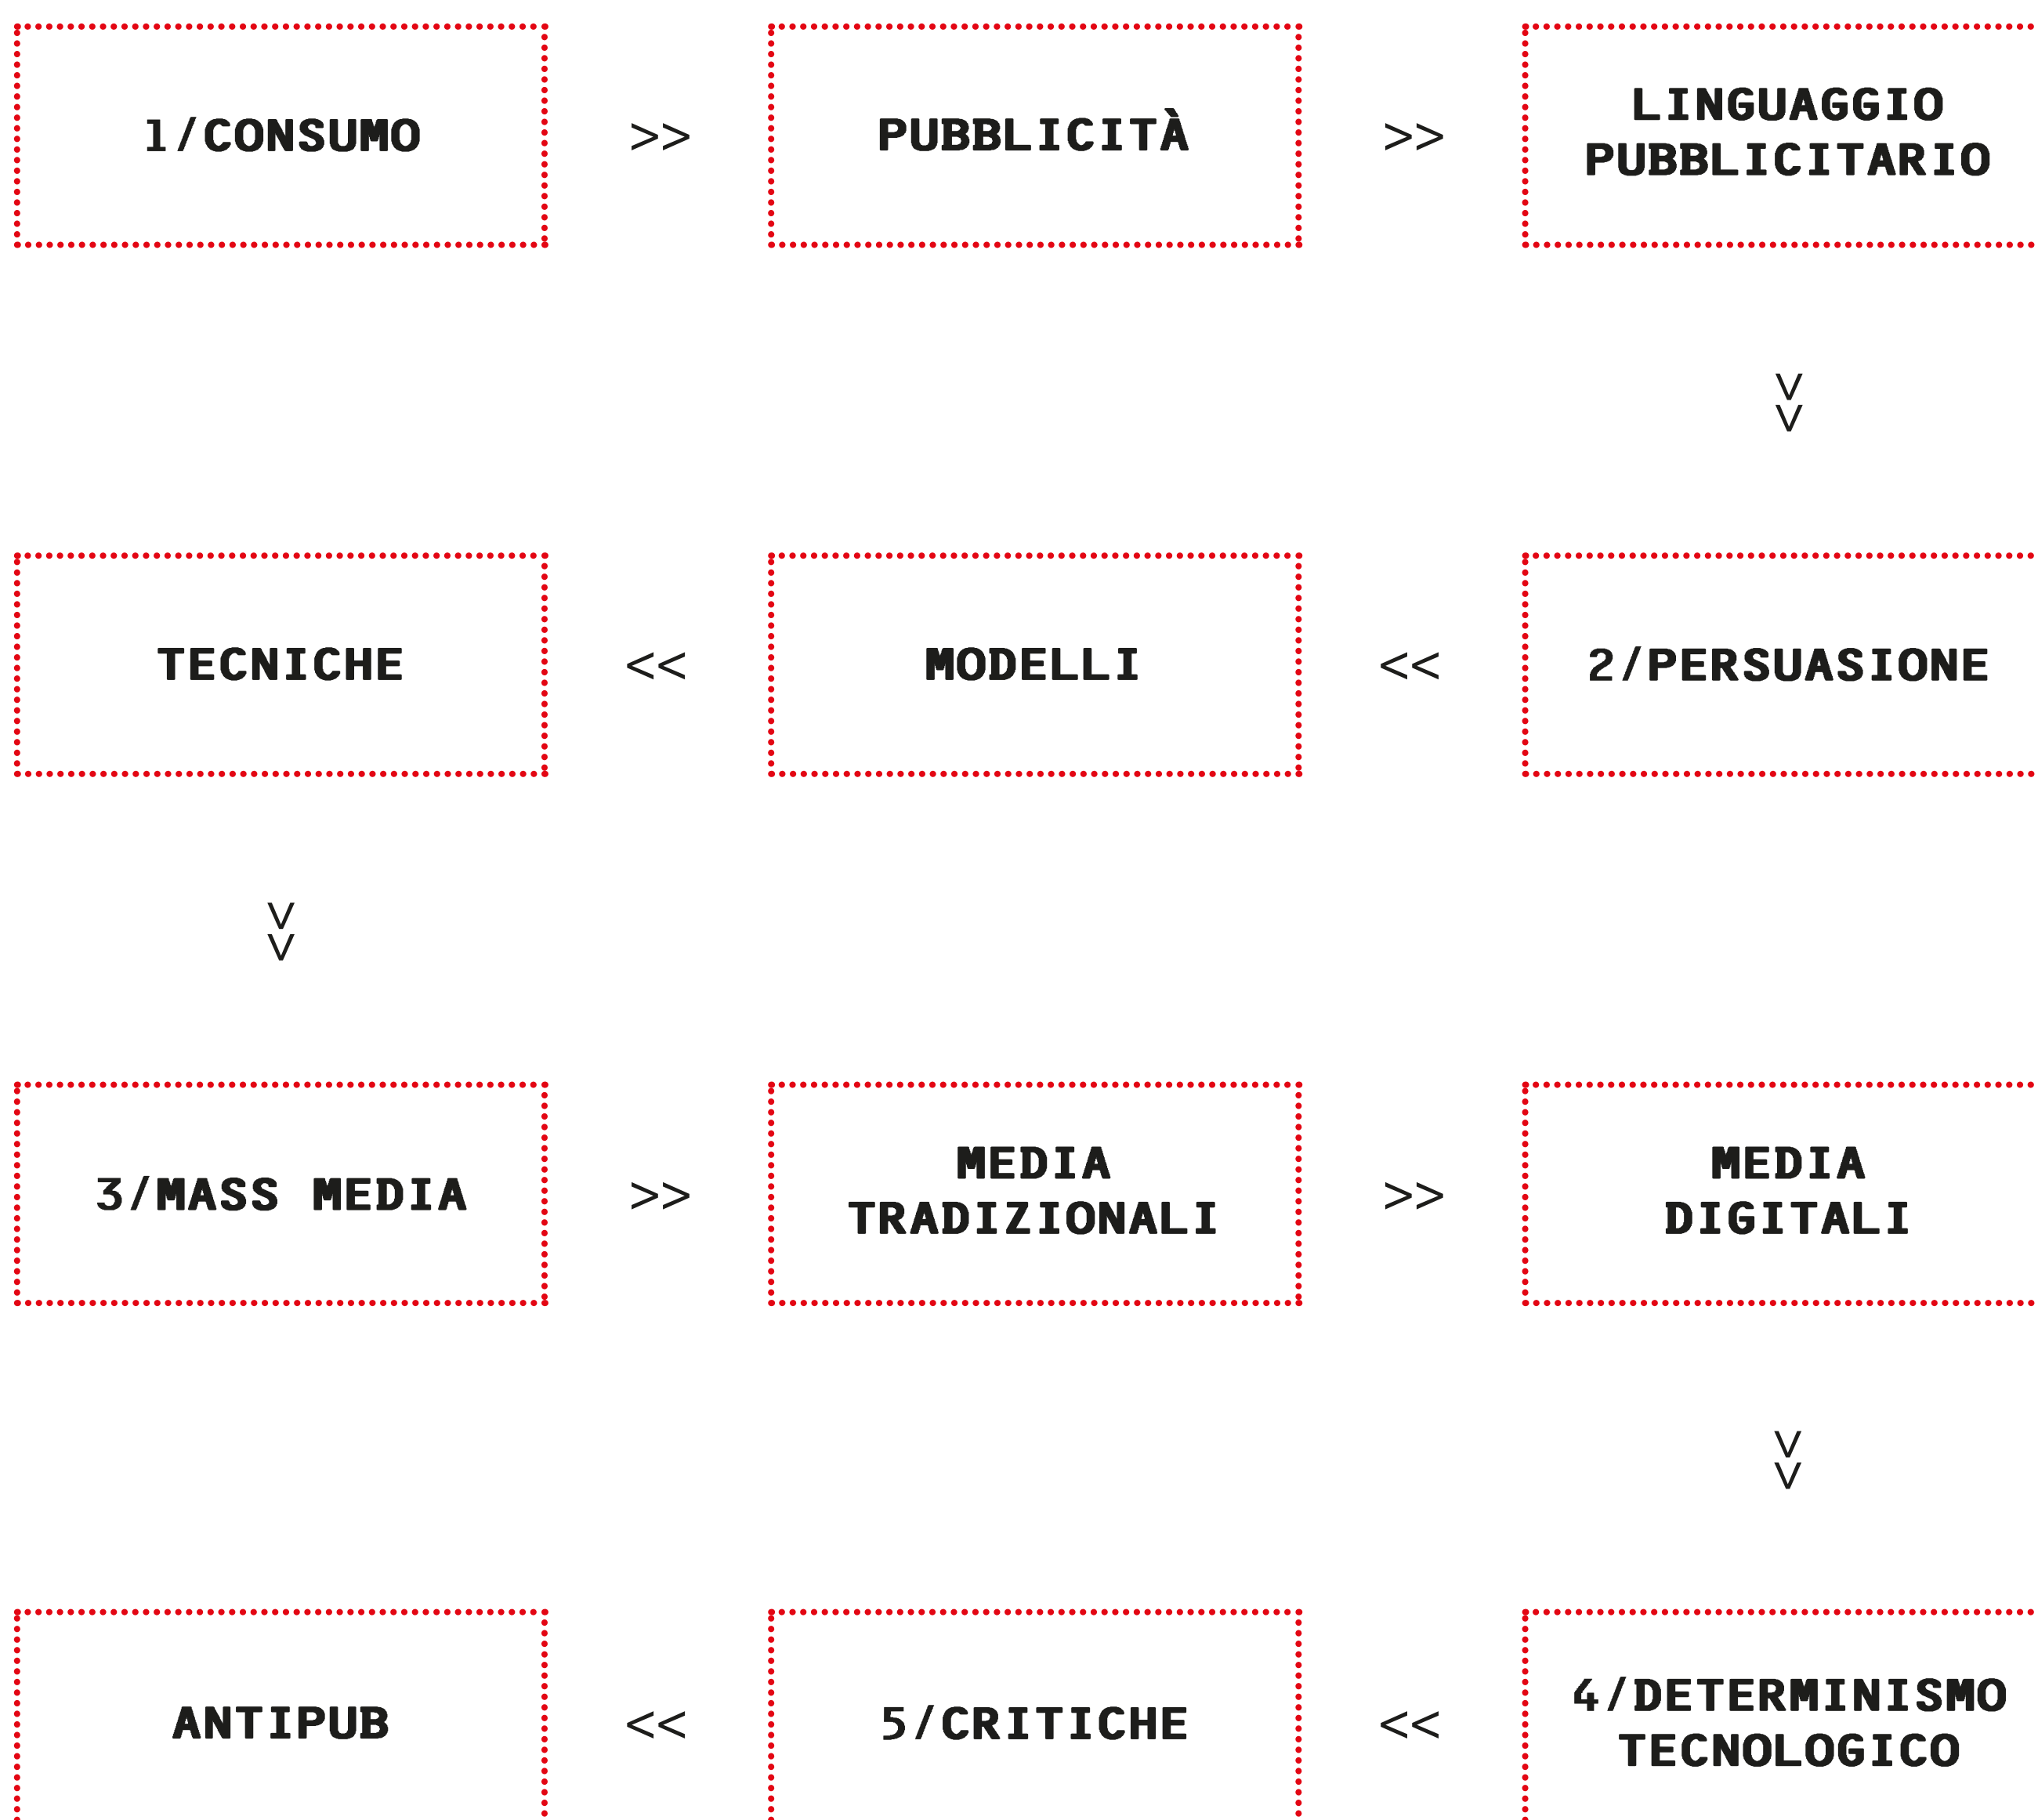 1/CONSUMO >> PUBBLICITÀ >> LINGUAGGIO
PUBBLICITARIO
>>
TECNICHE << MODELLI << 2/PERSUASIONE
>>
3/MASS MEDIA >> MEDIA
TRADIZIONALI >> MEDIA
DIGITALI
>>
ANTIPUB << 5/CRITICHE << 4/DETERMINISMO
TECNOLOGICO